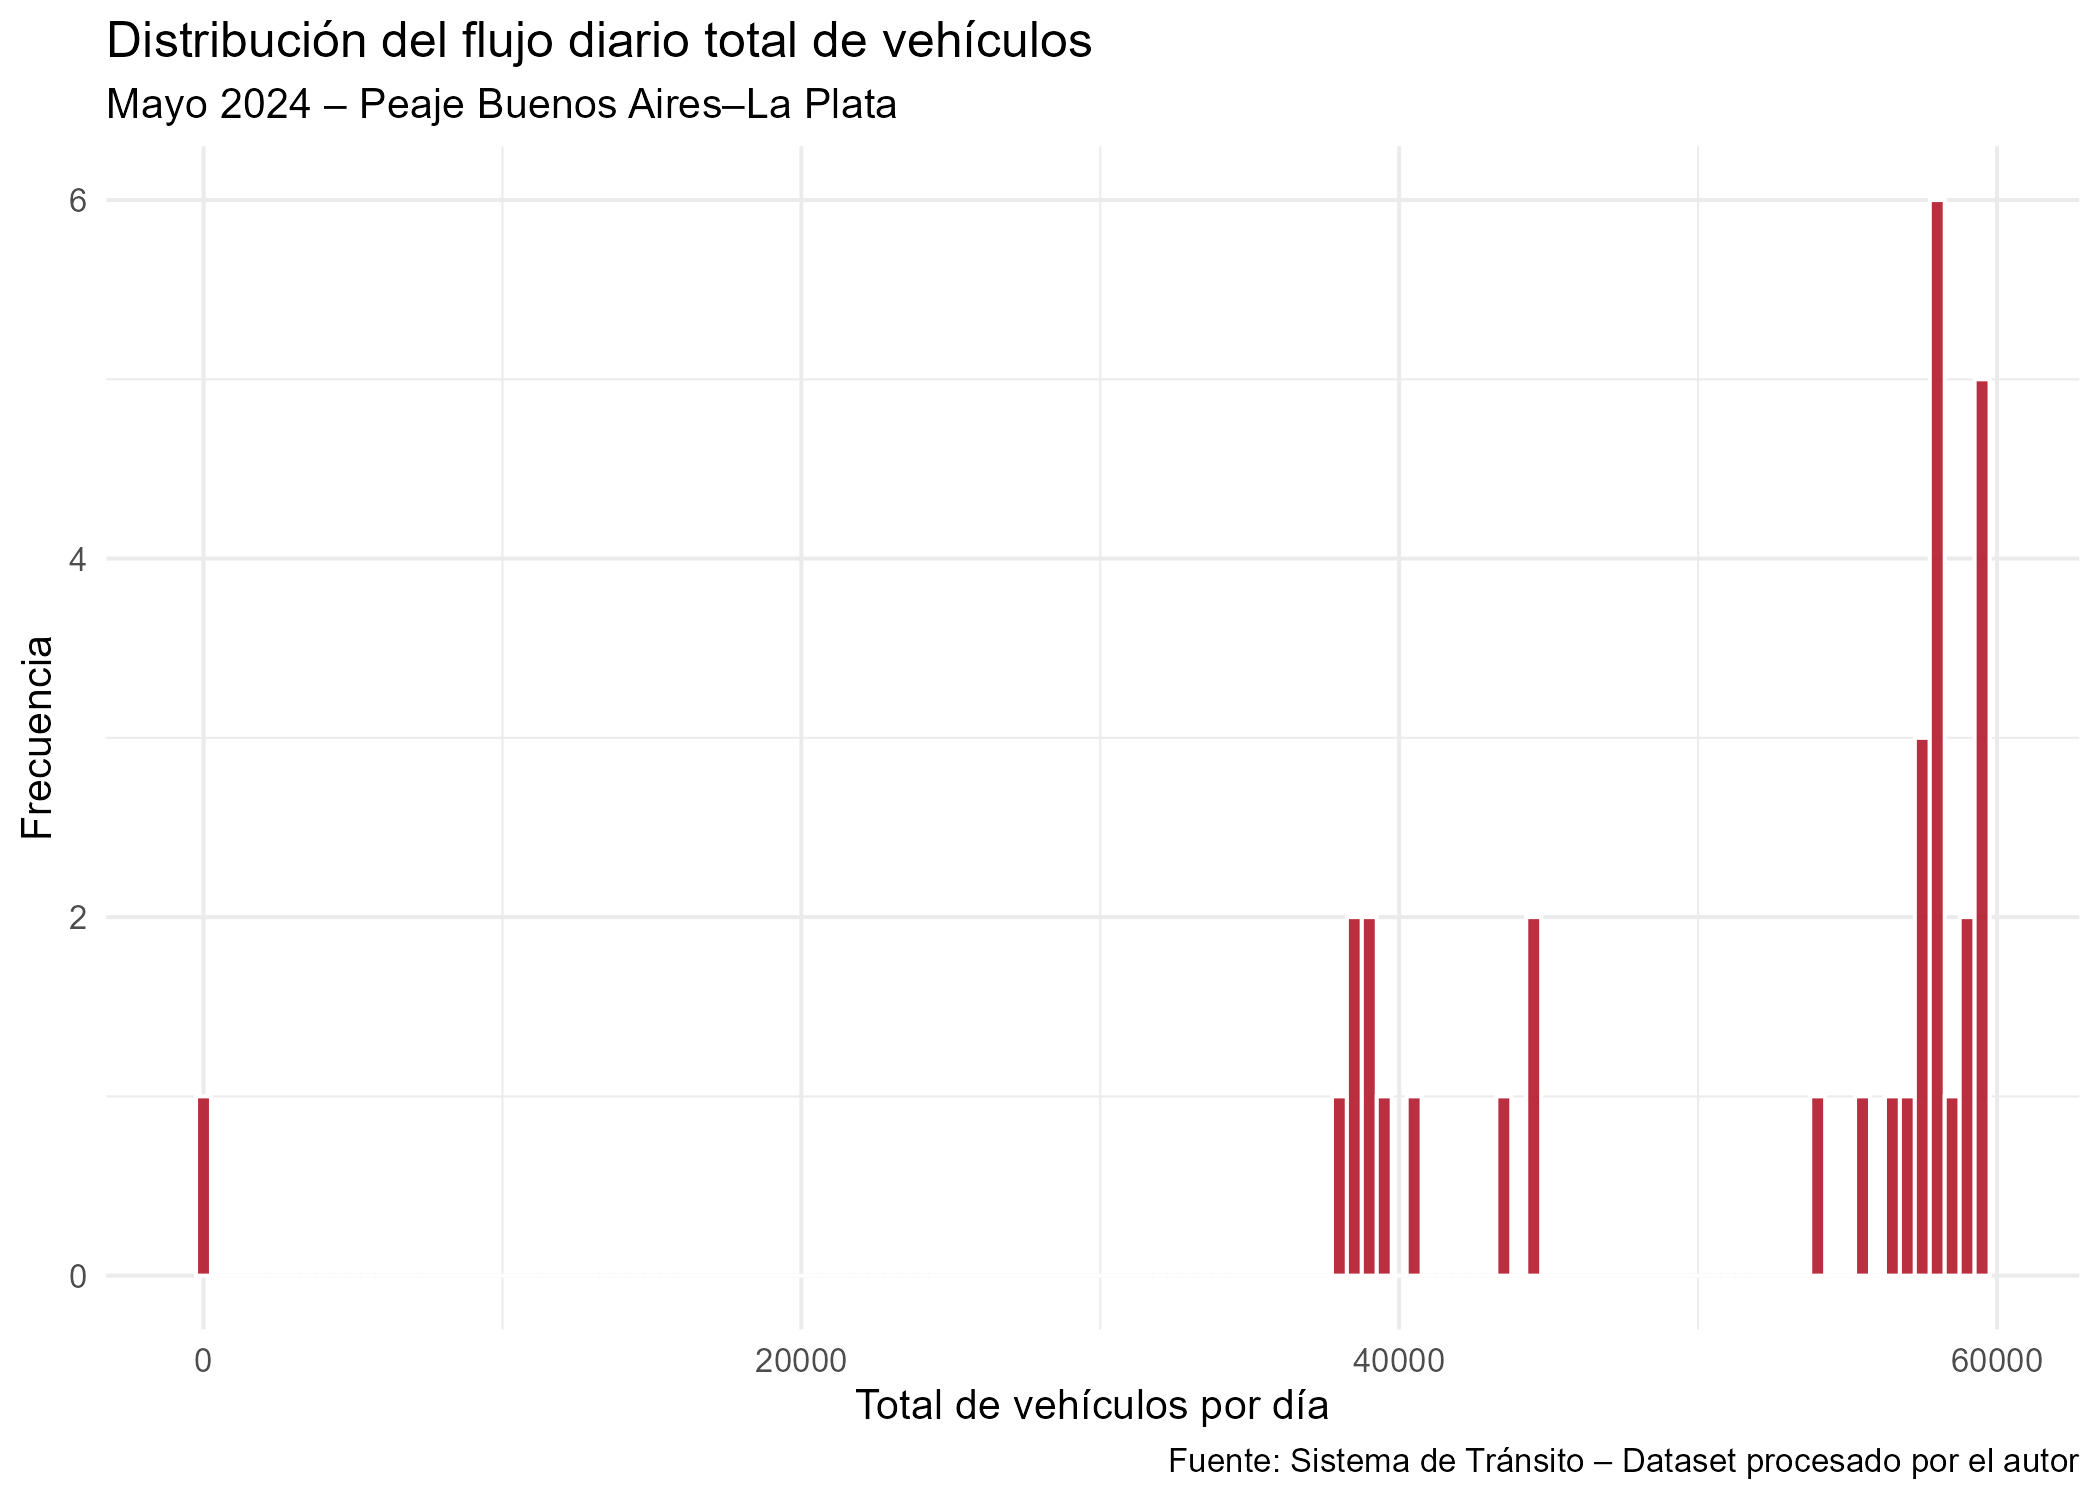 Distribución del flujo diario total de vehículos
Mayo 2024 – Peaje Buenos Aires–La Plata
6
4
2
0
Frecuencia
0 20000 40000 60000
Total de vehículos por día
Fuente: Sistema de Tránsito – Dataset procesado por el autor